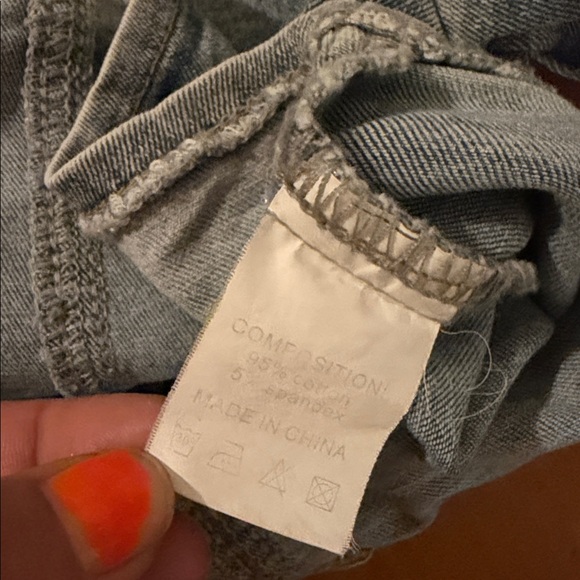 COMPOSITION:
95% cotton
5% spandex
MADE IN CHINA